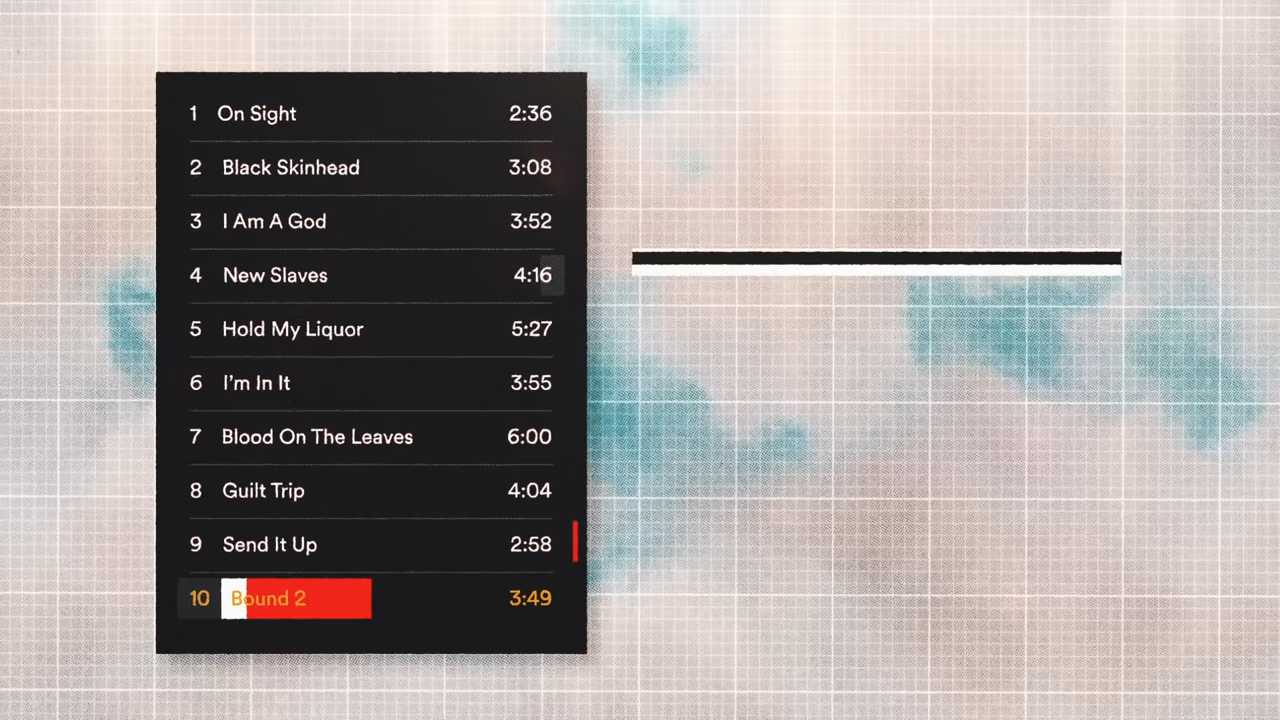 1 On Sight 2:36
2 Black Skinhead 3:08
3 I Am A God 3:52
4 New Slaves 4:16
5 Hold My Liquor 5:27
6 I'm In It 3:55
7 Blood On The Leaves 6:00
8 Guilt Trip 4:04
9 Send It Up 2:58
10 Bound 2 3:49